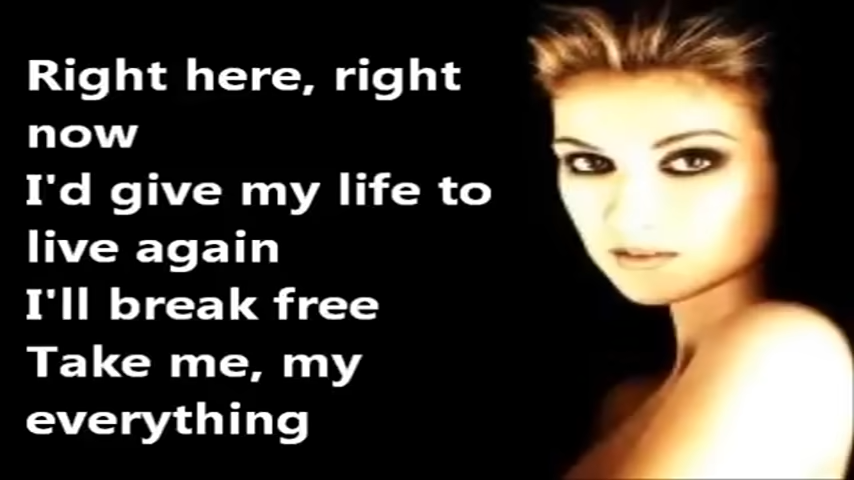 Right here, right
now
I'd give my life to
live again
I'll break free
Take me, my
everything